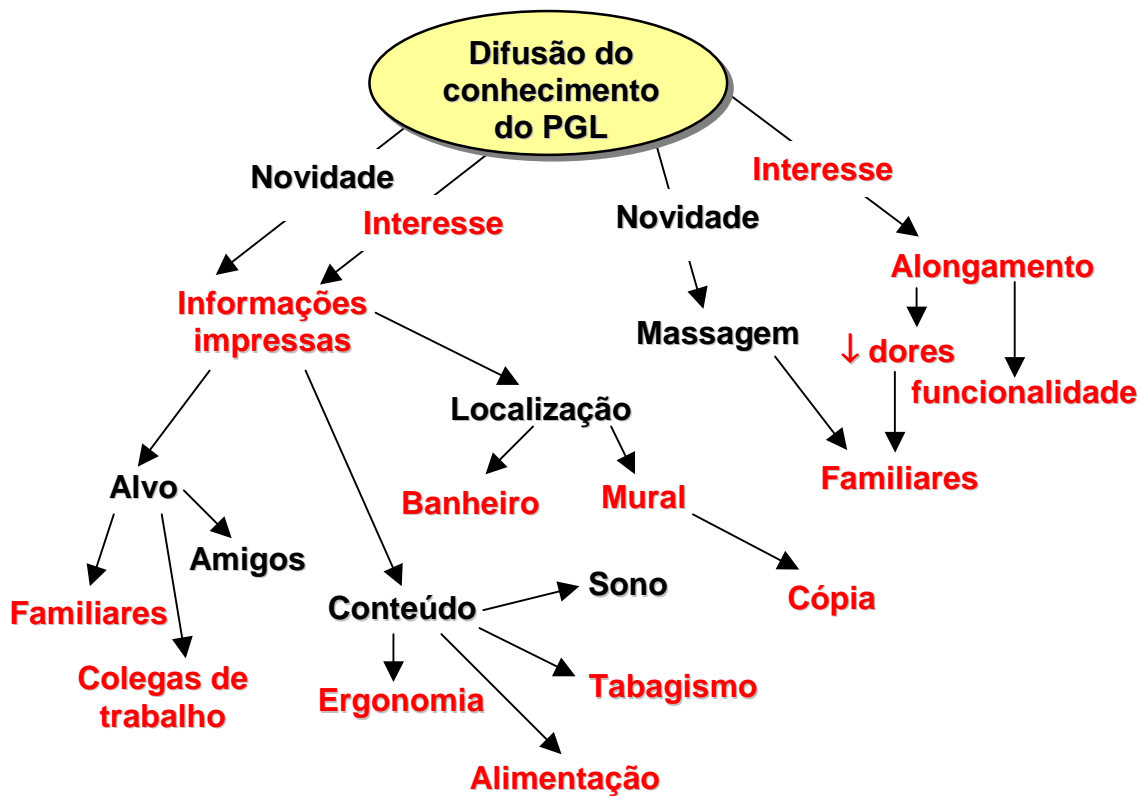 Difusão do
conhecimento
do PGL
Novidade
Interesse
Novidade
Interesse
Informações
impressas
Massagem
Alongamento
↓ dores
funcionalidade
Familiares
Localização
Banheiro
Mural
Cópia
Alvo
Amigos
Familiares
Colegas de
trabalho
Conteúdo
Sono
Tabagismo
Ergonomia
Alimentação